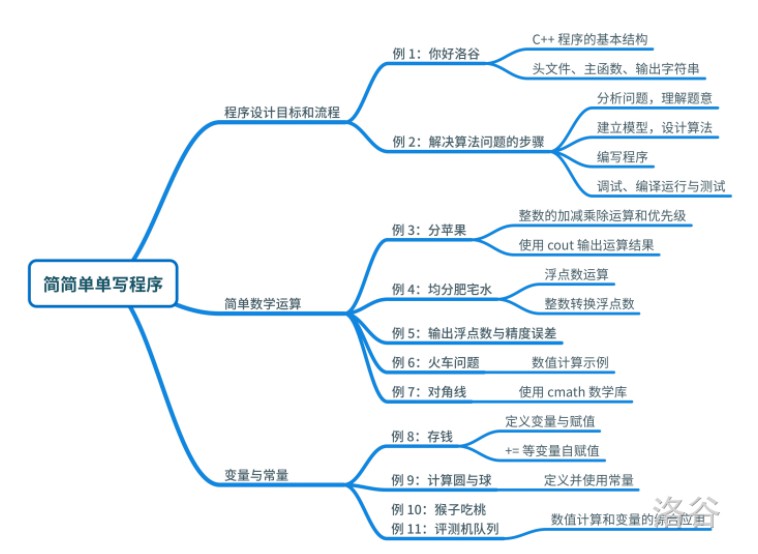 简简单单写程序
程序设计目标和流程
例 1：你好洛谷
C++ 程序的基本结构
头文件、主函数、输出字符串
例 2：解决算法问题的步骤
分析问题，理解题意
建立模型，设计算法
编写程序
调试、编译运行与测试
简单数学运算
例 3：分苹果
整数的加减乘除运算和优先级
使用 cout 输出运算结果
例 4：均分肥宅水
浮点数运算
整数转换浮点数
例 5：输出浮点数与精度误差
例 6：火车问题
数值计算示例
例 7：对角线
使用 cmath 数学库
变量与常量
例 8：存钱
定义变量与赋值
+= 等变量自赋值
例 9：计算圆与球
定义并使用常量
例 10：猴子吃桃
例 11：评测机队列
数值计算和变量的综合应用
洛谷